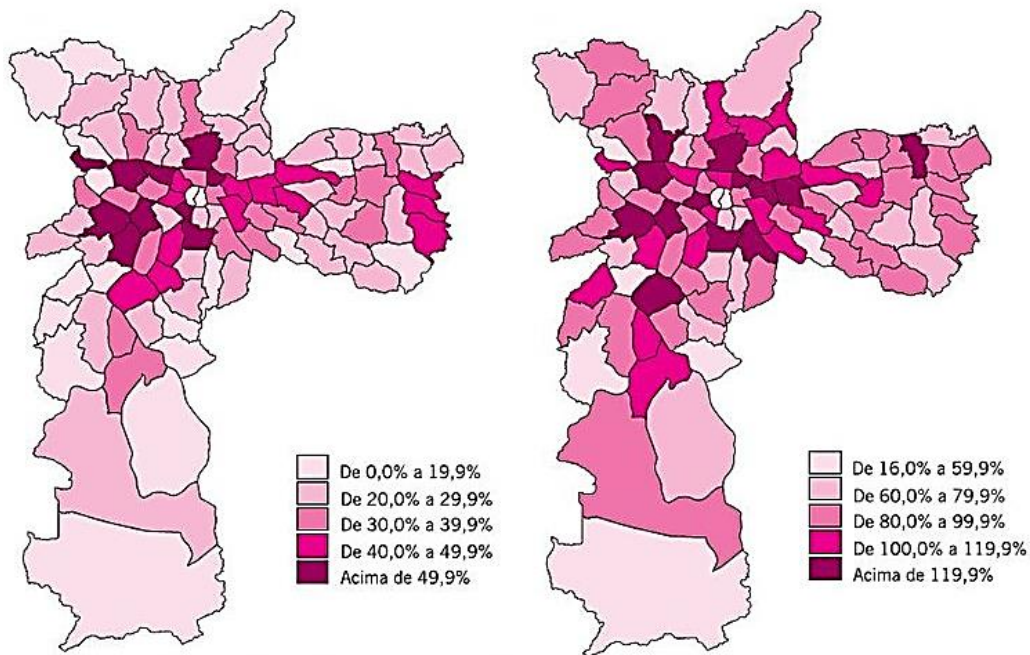 De 0,0% a 19,9%
De 20,0% a 29,9%
De 30,0% a 39,9%
De 40,0% a 49,9%
Acima de 49,9%
De 16,0% a 59,9%
De 60,0% a 79,9%
De 80,0% a 99,9%
De 100,0% a 119,9%
Acima de 119,9%